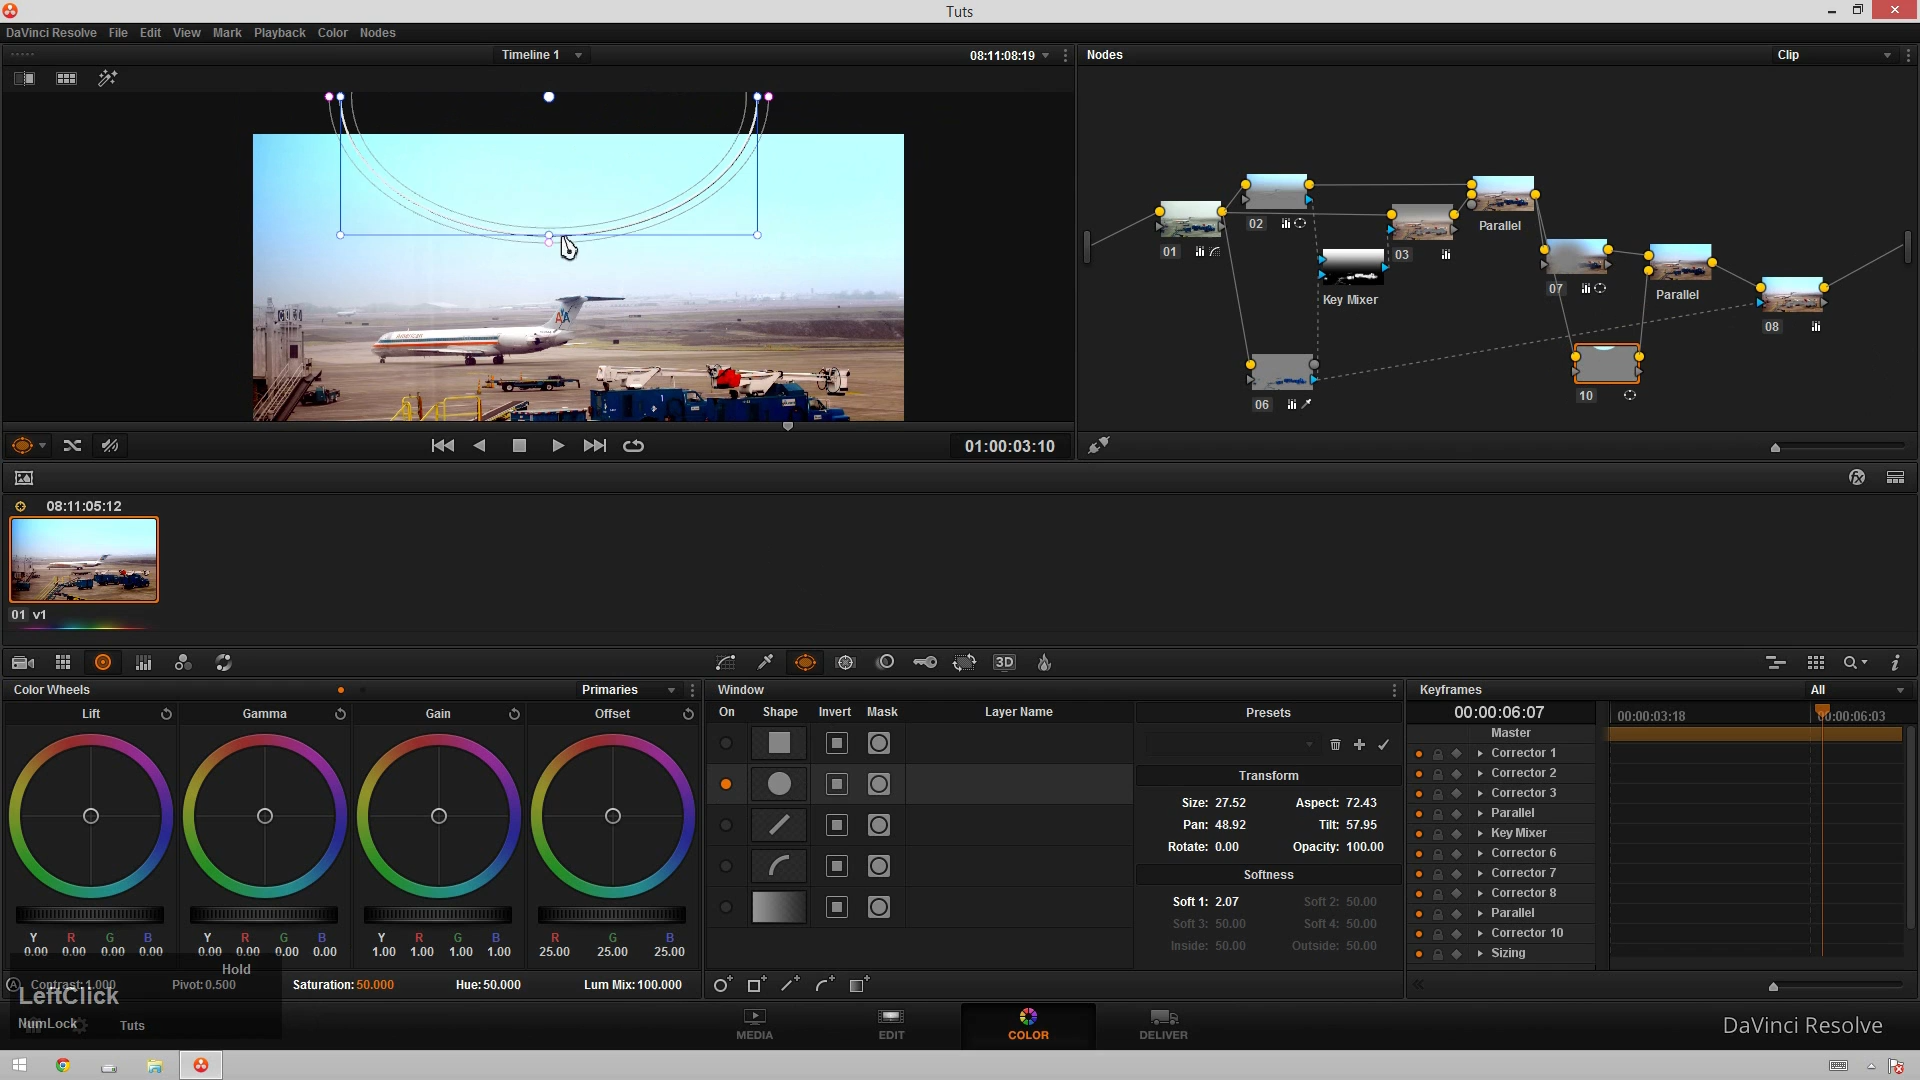 Tuts
DaVinci Resolve File Edit View Mark Playback Color Nodes
Timeline 1
08:11:08:19
Nodes
Clip
01
02
03
Key Mixer
Parallel
06
07
Parallel
08
10
01:00:03:10
08:11:05:12
01 v1
3D
Color Wheels
Primaries
Lift Gamma Gain Offset
Y R G B Y R G B Y R G B R G B
0.00 0.00 0.00 0.00 0.00 0.00 0.00 0.00 1.00 1.00 1.00 1.00 25.00 25.00 25.00
Contrast: 1.000 Pivot: 0.500 Saturation: 50.000 Hue: 50.000 Lum Mix: 100.000
Hold
LeftClick
NumLock
Tuts
Window
On Shape Invert Mask Layer Name
Presets
Transform
Size: 27.52 Aspect: 72.43
Pan: 48.92 Tilt: 57.95
Rotate: 0.00 Opacity: 100.00
Softness
Soft 1: 2.07 Soft 2: 50.00
Soft 3: 50.00 Soft 4: 50.00
Inside: 50.00 Outside: 50.00
Keyframes
All
00:00:06:07
00:00:03:18 00:00:06:03
Master
Corrector 1
Corrector 2
Corrector 3
Parallel
Key Mixer
Corrector 6
Corrector 7
Corrector 8
Parallel
Corrector 10
Sizing
MEDIA EDIT COLOR DELIVER
DaVinci Resolve